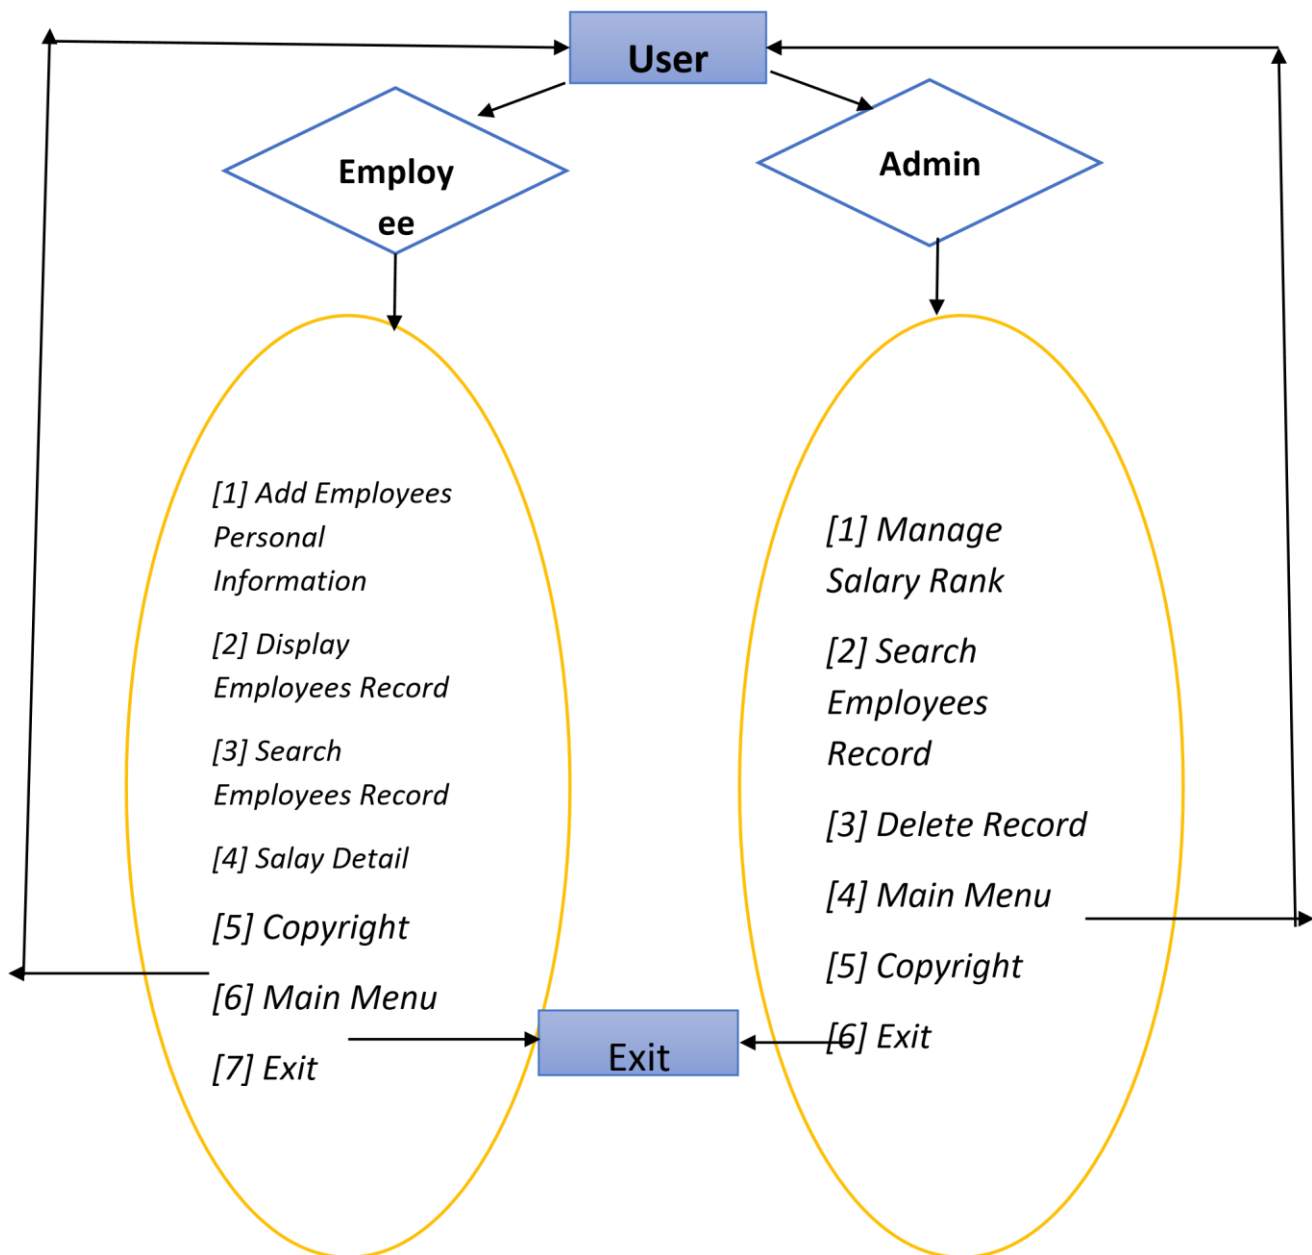 User
Employ
ee
Admin
[1] Add Employees
Personal
Information
[2] Display
Employees Record
[3] Search
Employees Record
[4] Salay Detail
[5] Copyright
[6] Main Menu
[7] Exit
[1] Manage
Salary Rank
[2] Search
Employees
Record
[3] Delete Record
[4] Main Menu
[5] Copyright
[6] Exit
Exit